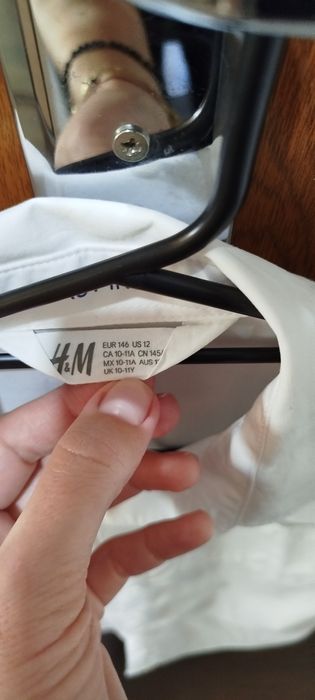 H&M
EUR 146 US 12
CA 10-11A CN 145/
MX 10-11A AUS 1
UK 10-11Y